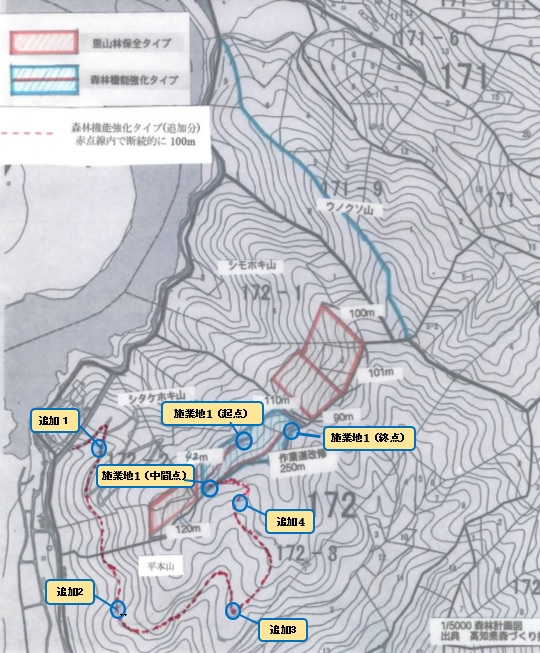 里山林保全タイプ
森林機能強化タイプ
森林機能強化タイプ(追加分)
赤点線内で断続的に 100m
171-6
171
171-9
ウノクソ山
シモホキ山
172-1
100m
101m
110m
90m
シタケホキ山
追加1
施業地1(起点)
施業地1(終点)
42m
作業道改修
250m
施業地1(中間点)
172
追加4
120m
172-3
平本山
追加2
追加3
1/5000 森林計画図
出典 高知県森づくり推